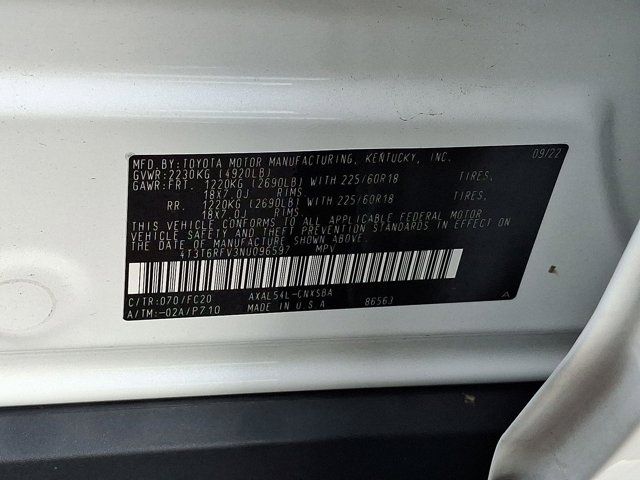 MFD.BY:TOYOTA MOTOR MANUFACTURING, KENTUCKY, INC. 09/22
GVWR:2230KG (4920LB)
GAWR:FRT. 1220KG (2690LB) WITH 225/60R18 TIRES,
18X7.0J RIMS.
RR. 1220KG (2690LB) WITH 225/60R18 TIRES,
18X7.0J RIMS
THIS VEHICLE CONFORMS TO ALL APPLICABLE FEDERAL MOTOR
VEHICLE SAFETY AND THEFT PREVENTION STANDARDS IN EFFECT ON
THE DATE OF MANUFACTURE SHOWN ABOVE.
4T3T6RFV3NU096597 MPV
C/TR:070/FC20 AXAL54L-CNXSBA 8656J
A/TM:-02A/P710 MADE IN U.S.A A